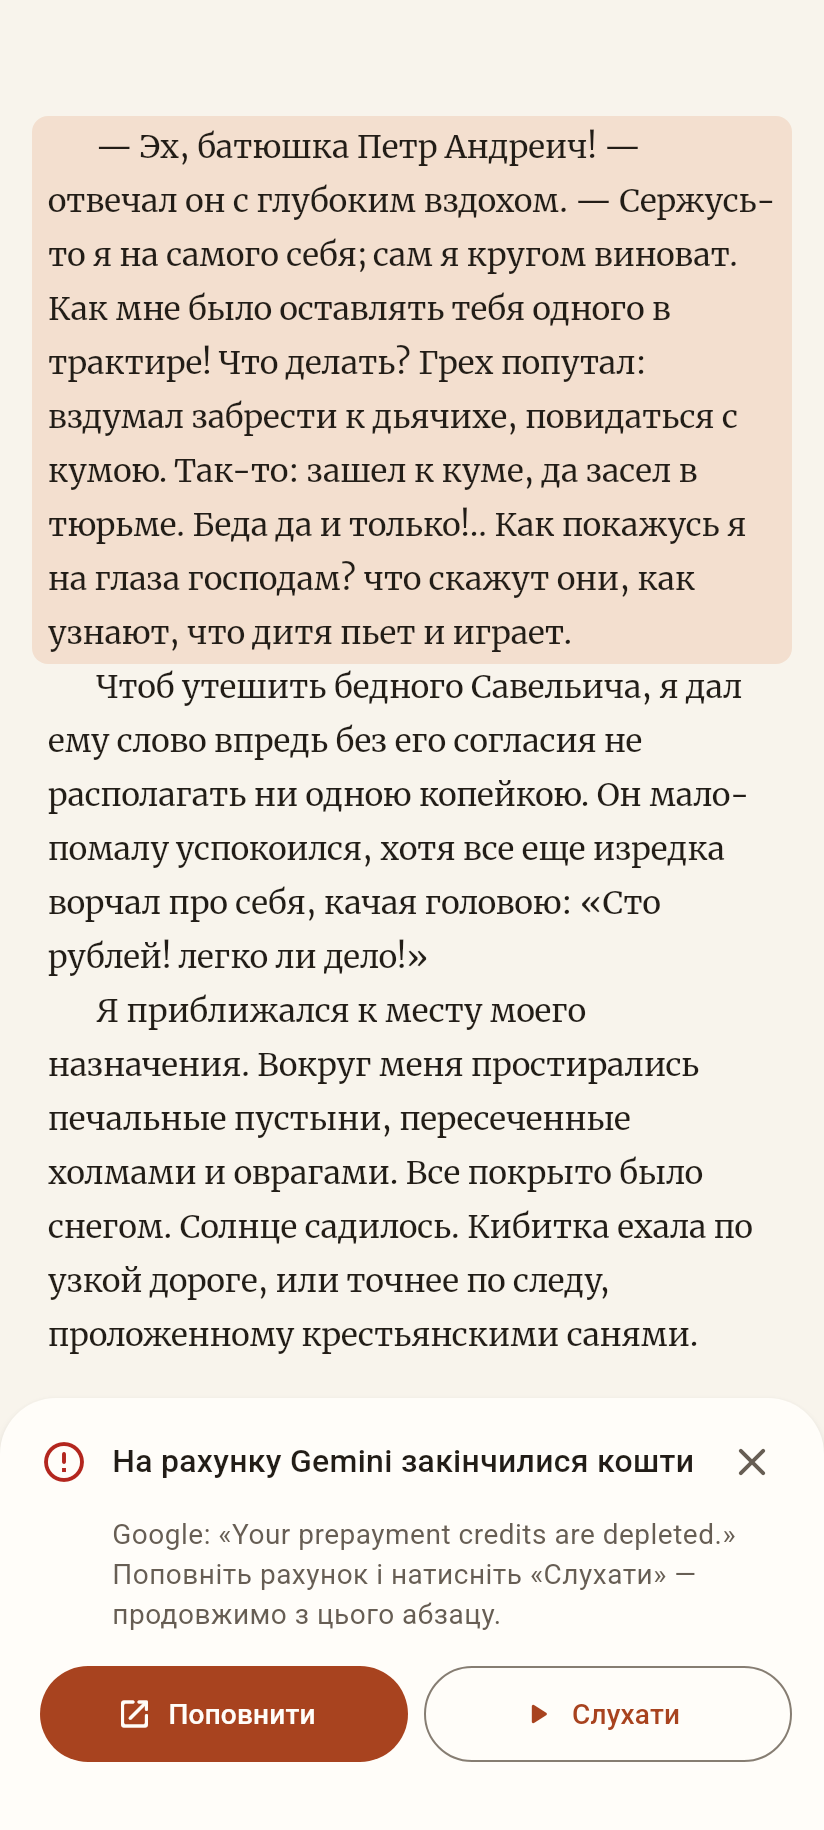 — Эх, батюшка Петр Андреич! —
отвечал он с глубоким вздохом. — Сержусь-
то я на самого себя; сам я кругом виноват.
Как мне было оставлять тебя одного в
трактире! Что делать? Грех попутал:
вздумал забрести к дьячихе, повидаться с
кумою. Так-то: зашел к куме, да засел в
тюрьме. Беда да и только!.. Как покажусь я
на глаза господам? что скажут они, как
узнают, что дитя пьет и играет.
Чтоб утешить бедного Савельича, я дал
ему слово впредь без его согласия не
располагать ни одною копейкою. Он мало-
помалу успокоился, хотя все еще изредка
ворчал про себя, качая головою: «Сто
рублей! легко ли дело!»
Я приближался к месту моего
назначения. Вокруг меня простирались
печальные пустыни, пересеченные
холмами и оврагами. Все покрыто было
снегом. Солнце садилось. Кибитка ехала по
узкой дороге, или точнее по следу,
проложенному крестьянскими санями.
На рахунку Gemini закінчилися кошти
Google: «Your prepayment credits are depleted.»
Поповніть рахунок і натисніть «Слухати» —
продовжимо з цього абзацу.
Поповнити
Слухати